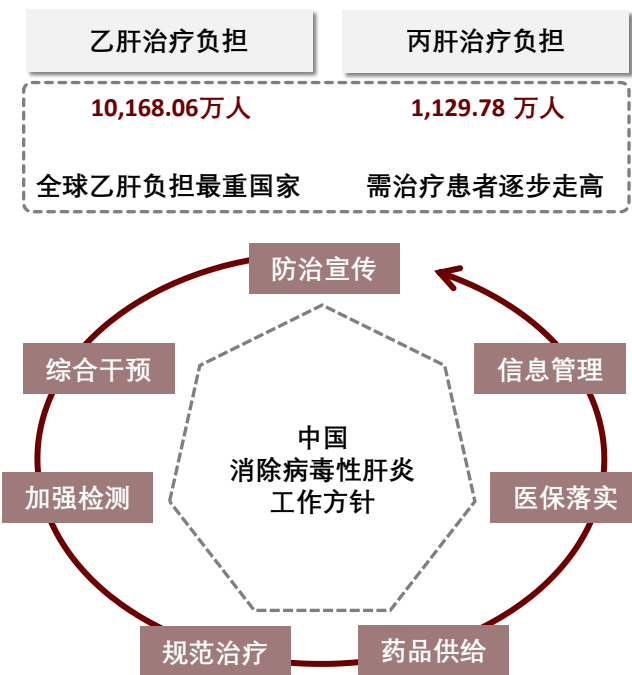 乙肝治疗负担
丙肝治疗负担
10,168.06万人
1,129.78 万人
全球乙肝负担最重国家
需治疗患者逐步走高
防治宣传
综合干预
信息管理
中国
消除病毒性肝炎
工作方针
加强检测
医保落实
规范治疗
药品供给